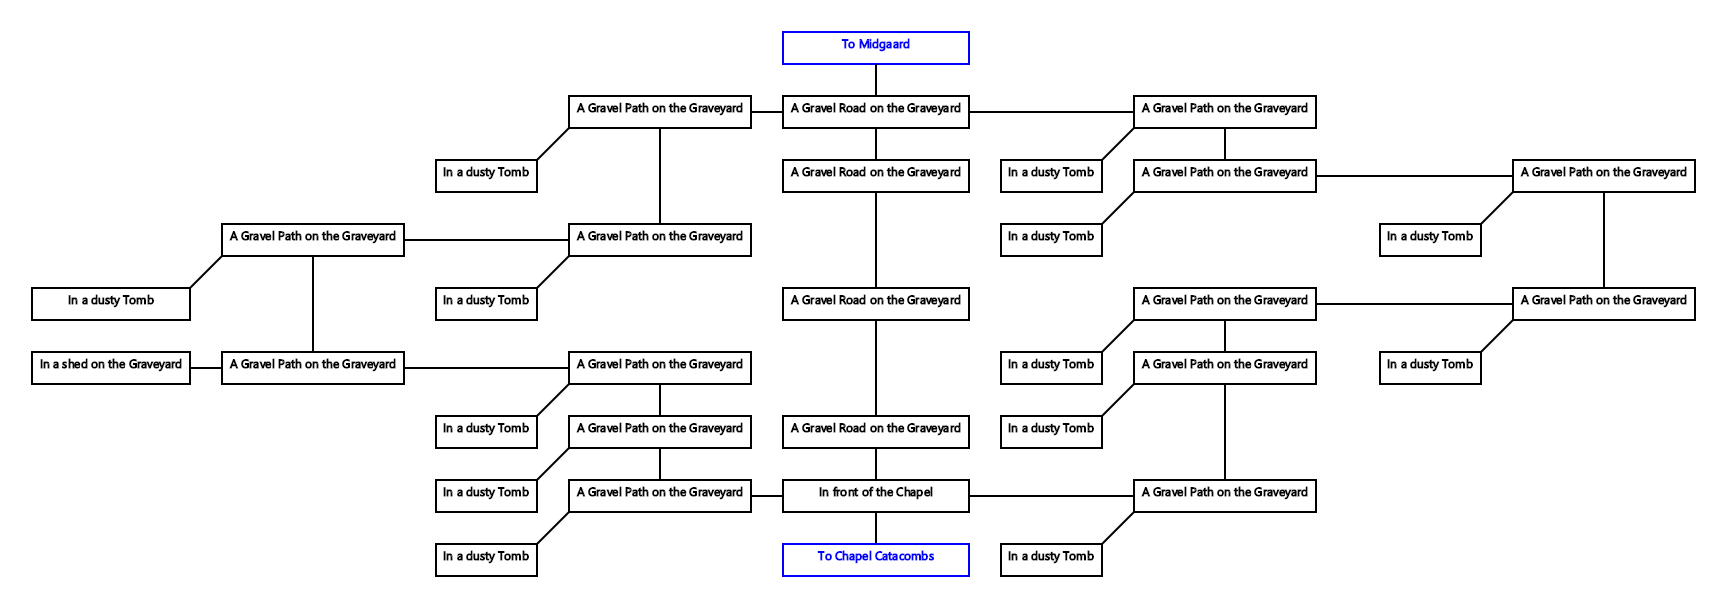 To Midgaard
A Gravel Path on the Graveyard
A Gravel Road on the Graveyard
A Gravel Path on the Graveyard
In a dusty Tomb
A Gravel Road on the Graveyard
In a dusty Tomb
A Gravel Path on the Graveyard
A Gravel Path on the Graveyard
A Gravel Path on the Graveyard
A Gravel Path on the Graveyard
In a dusty Tomb
In a dusty Tomb
In a dusty Tomb
In a dusty Tomb
A Gravel Road on the Graveyard
A Gravel Path on the Graveyard
A Gravel Path on the Graveyard
In a shed on the Graveyard
A Gravel Path on the Graveyard
A Gravel Path on the Graveyard
In a dusty Tomb
A Gravel Path on the Graveyard
In a dusty Tomb
In a dusty Tomb
A Gravel Path on the Graveyard
A Gravel Road on the Graveyard
In a dusty Tomb
In a dusty Tomb
A Gravel Path on the Graveyard
In front of the Chapel
A Gravel Path on the Graveyard
In a dusty Tomb
To Chapel Catacombs
In a dusty Tomb